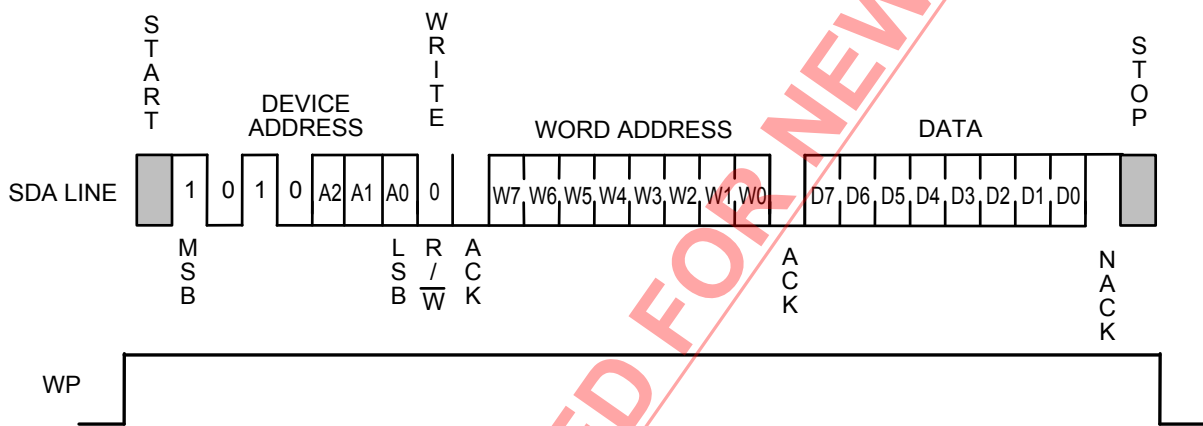 START
WRITE
STOP
DEVICE
ADDRESS
WORD ADDRESS
DATA
SDA LINE
1 0 1 0 A2 A1 A0 0 W7 W6 W5 W4 W3 W2 W1 W0 D7 D6 D5 D4 D3 D2 D1 D0
MSB
LSB
R/W
ACK
ACK
NACK
WP
ED FOR NEW